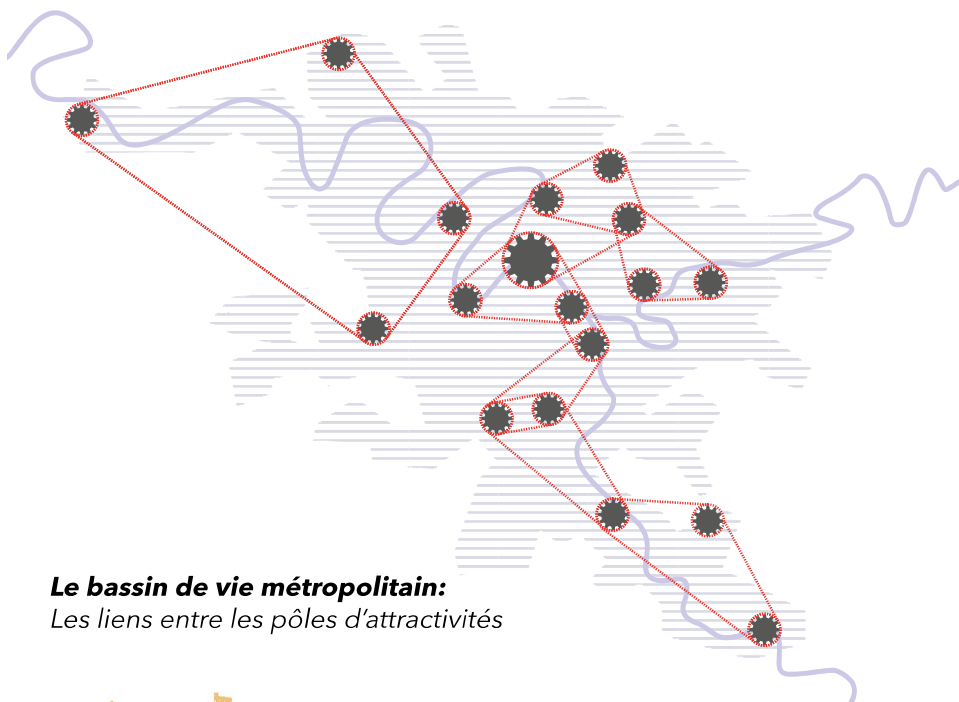 Le bassin de vie métropolitain:
Les liens entre les pôles d’attractivités